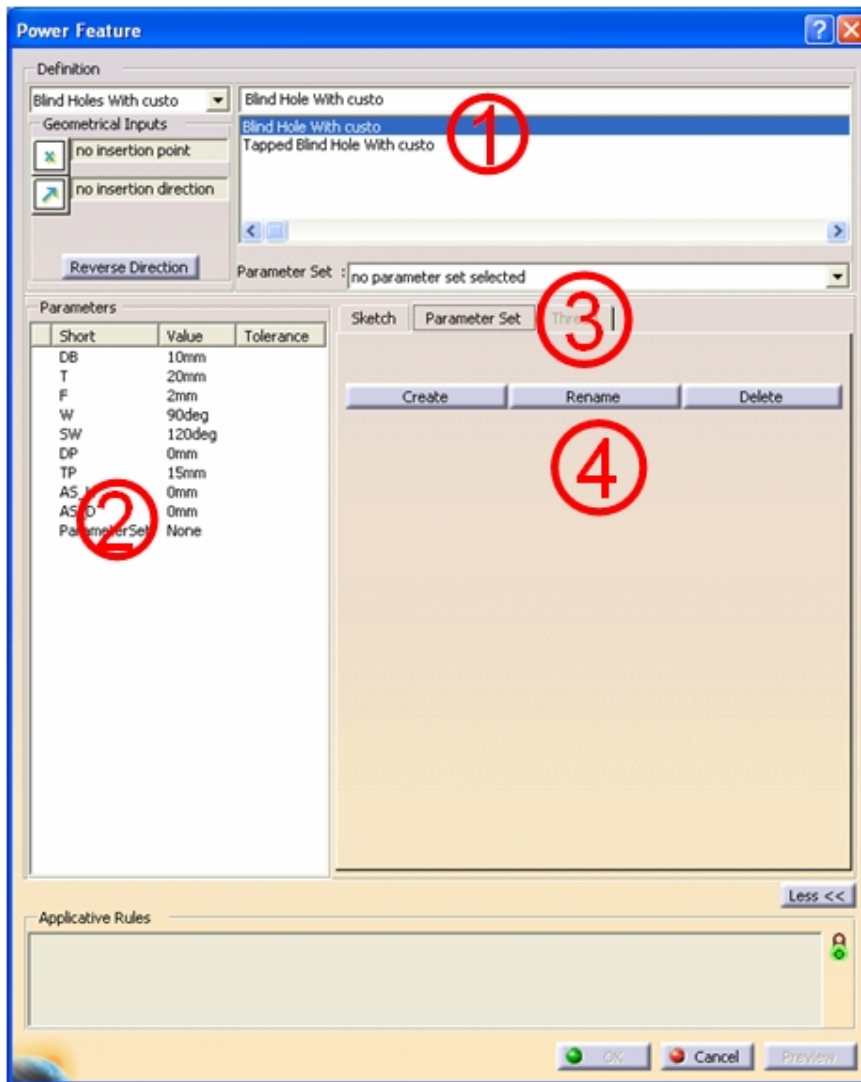 Power Feature
Definition
Blind Holes With custo
Blind Hole With custo
Geometrical Inputs
no insertion point
no insertion direction
Reverse Direction
Blind Hole With custo
Tapped Blind Hole With custo
1
Parameter Set :
no parameter set selected
Parameters
Short Value Tolerance
DB 10mm
T 20mm
F 2mm
W 90deg
SW 120deg
DP 0mm
TP 15mm
0mm
0mm
ParameterSet None
2
Sketch Parameter Set
3
Create Rename Delete
4
Less <<
Applicative Rules
OK Cancel Preview